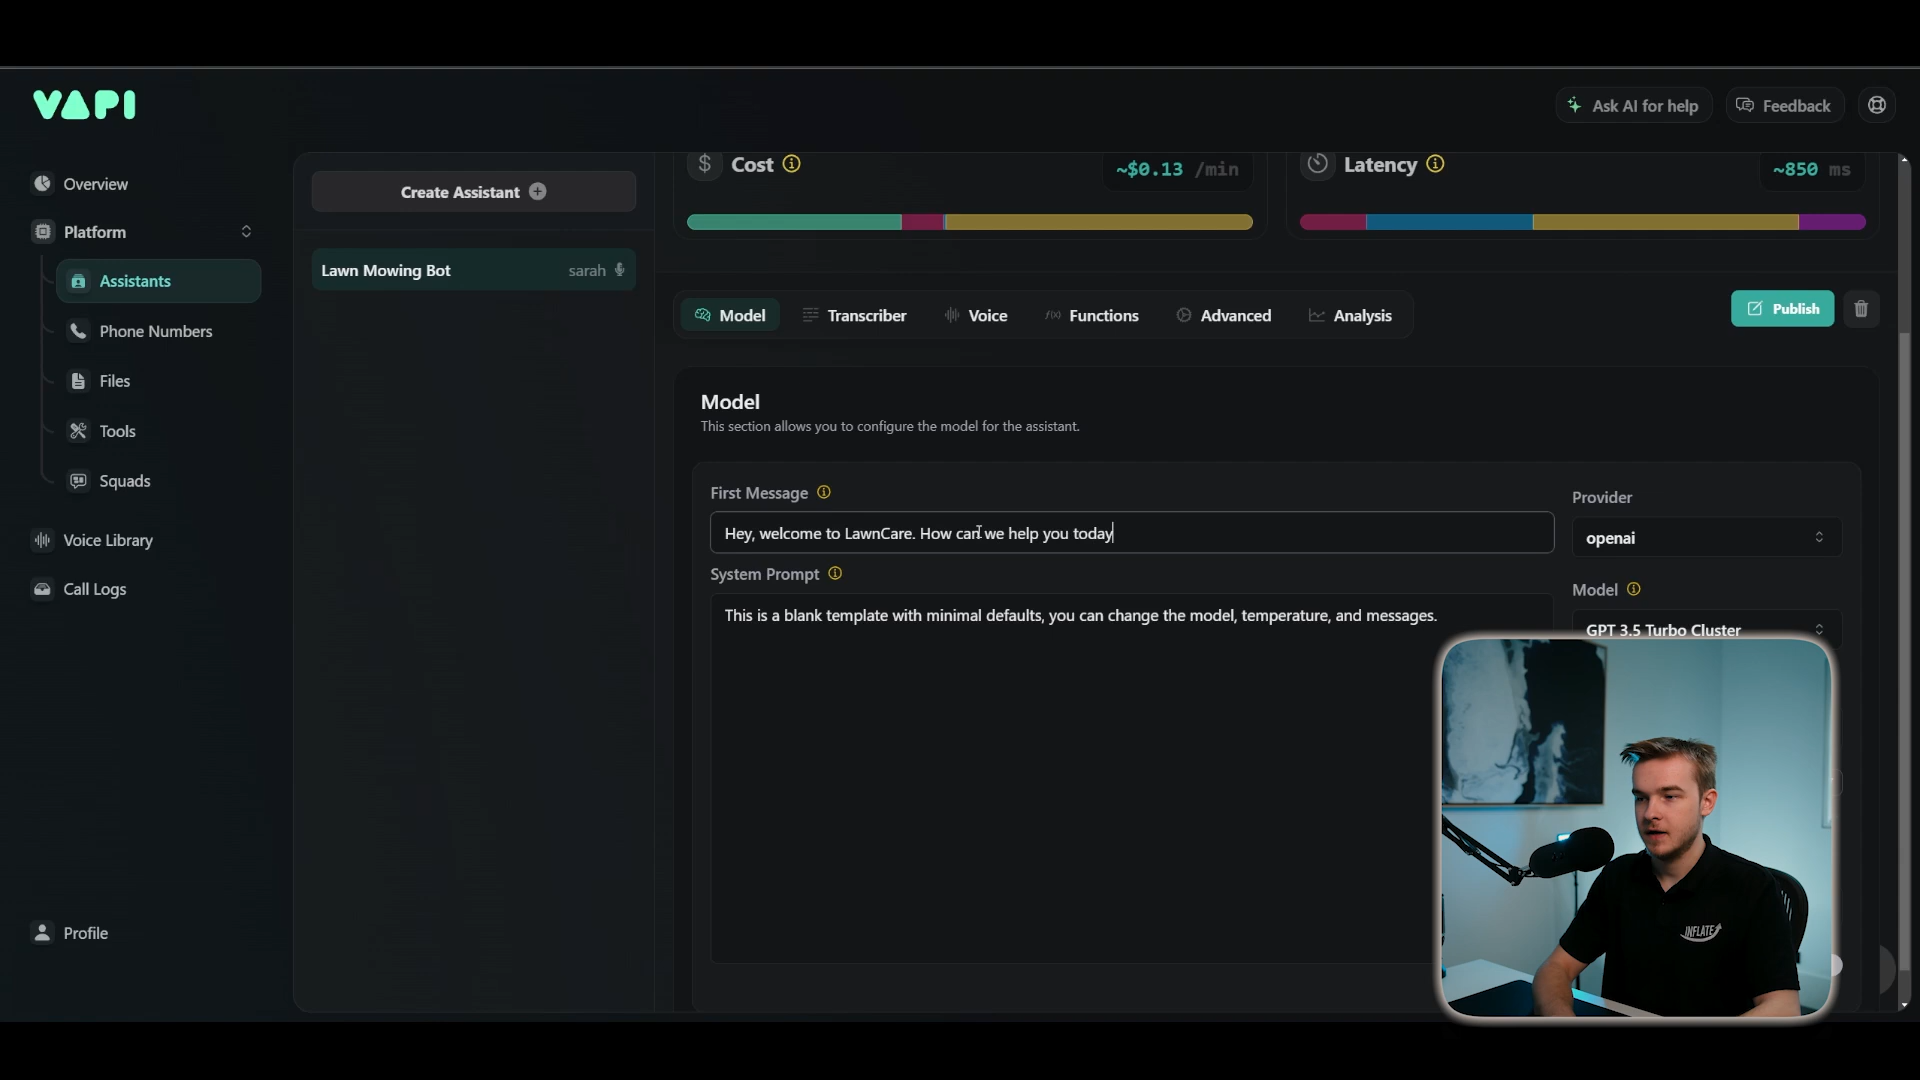 VAPI
Ask AI for help
Feedback
Overview
Platform
Assistants
Phone Numbers
Files
Tools
Squads
Voice Library
Call Logs
Profile
Create Assistant
Lawn Mowing Bot sarah
Cost ~$0.13 /min
Latency ~850 ms
Model Transcriber Voice Functions Advanced Analysis
Publish
Model
This section allows you to configure the model for the assistant.
First Message
Hey, welcome to LawnCare. How can we help you today
System Prompt
This is a blank template with minimal defaults, you can change the model, temperature, and messages.
Provider
openai
Model
GPT 3.5 Turbo Cluster
INFLATE